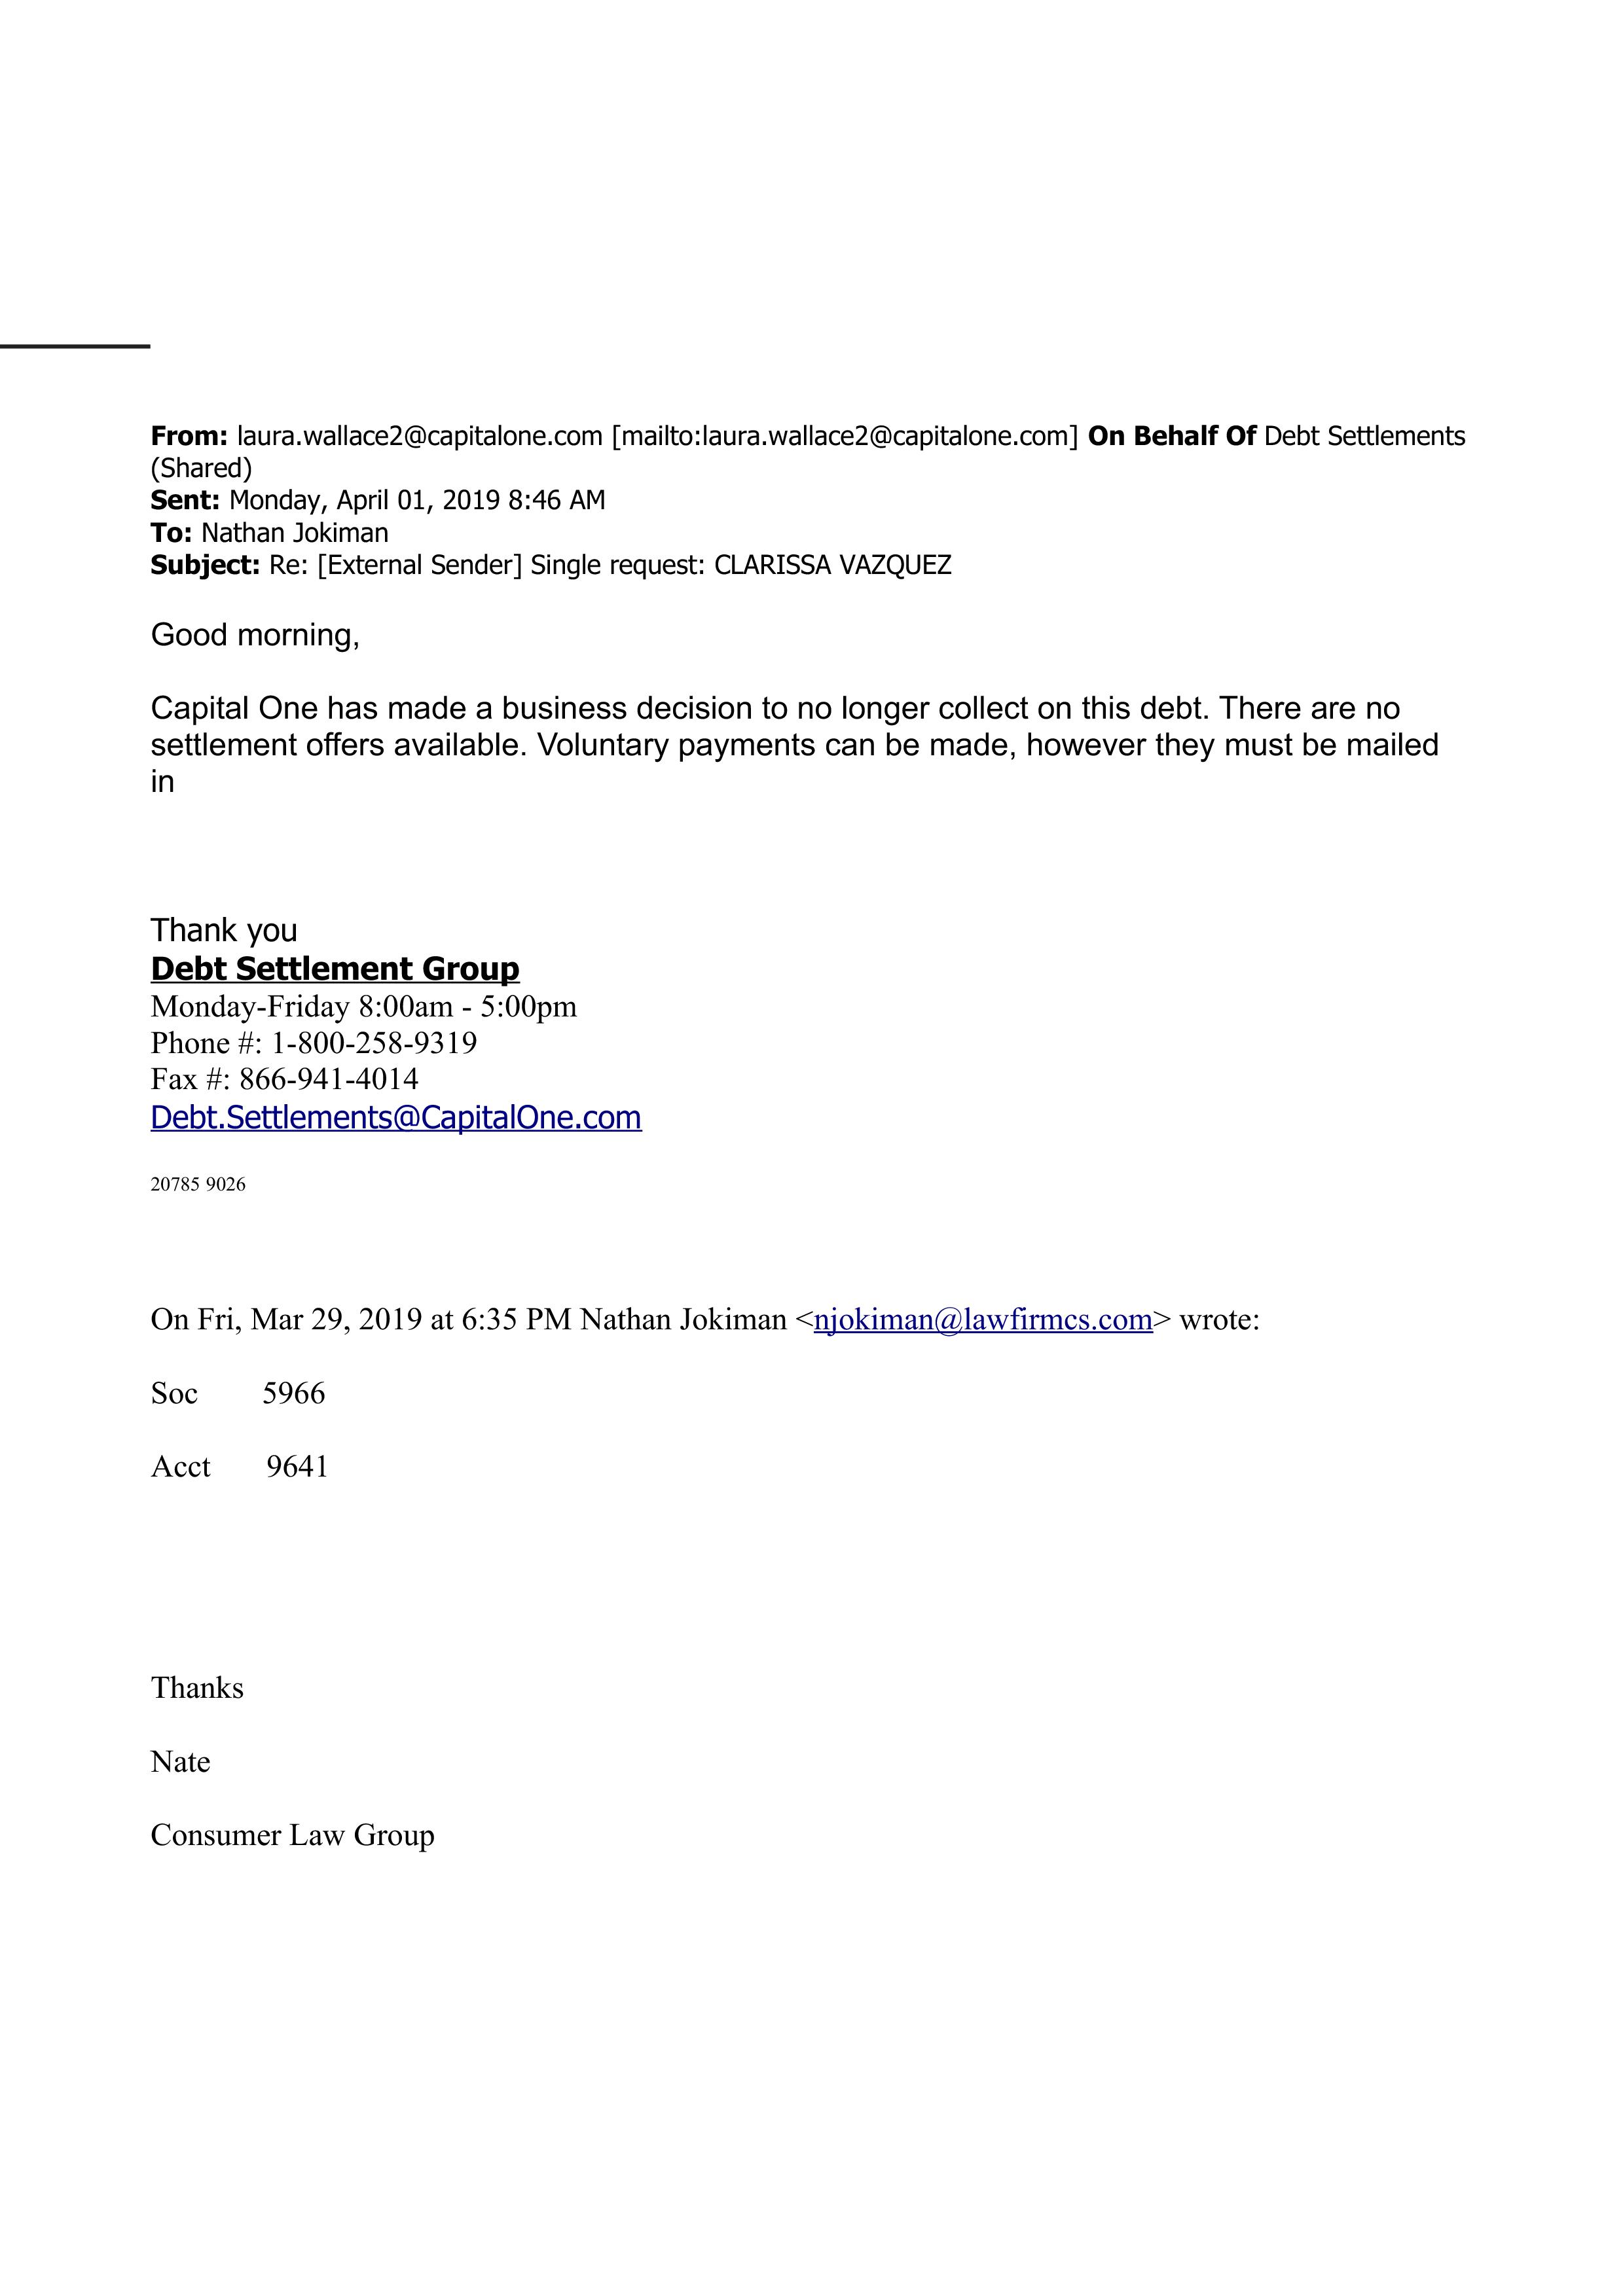 From: laura.wallace2@capitalone.com [mailto:laura.wallace2@capitalone.com] On Behalf Of Debt Settlements
(Shared)
Sent: Monday, April 01, 2019 8:46 AM
To: Nathan Jokiman
Subject: Re: [External Sender] Single request: CLARISSA VAZQUEZ
Good morning,
Capital One has made a business decision to no longer collect on this debt. There are no
settlement offers available. Voluntary payments can be made, however they must be mailed
in
Thank you
Debt Settlement Group
Monday-Friday 8:00am - 5:00pm
Phone #: 1-800-258-9319
Fax #: 866-941-4014
Debt.Settlements@CapitalOne.com
20785 9026
On Fri, Mar 29, 2019 at 6:35 PM Nathan Jokiman <njokiman@lawfirmcs.com> wrote:
Soc 5966
Acct 9641
Thanks
Nate
Consumer Law Group